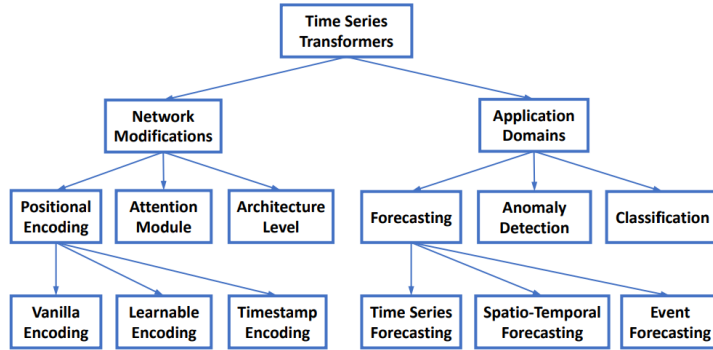 Time Series
Transformers
Network
Modifications
Application
Domains
Positional
Encoding
Attention
Module
Architecture
Level
Forecasting
Anomaly
Detection
Classification
Vanilla
Encoding
Learnable
Encoding
Timestamp
Encoding
Time Series
Forecasting
Spatio-Temporal
Forecasting
Event
Forecasting